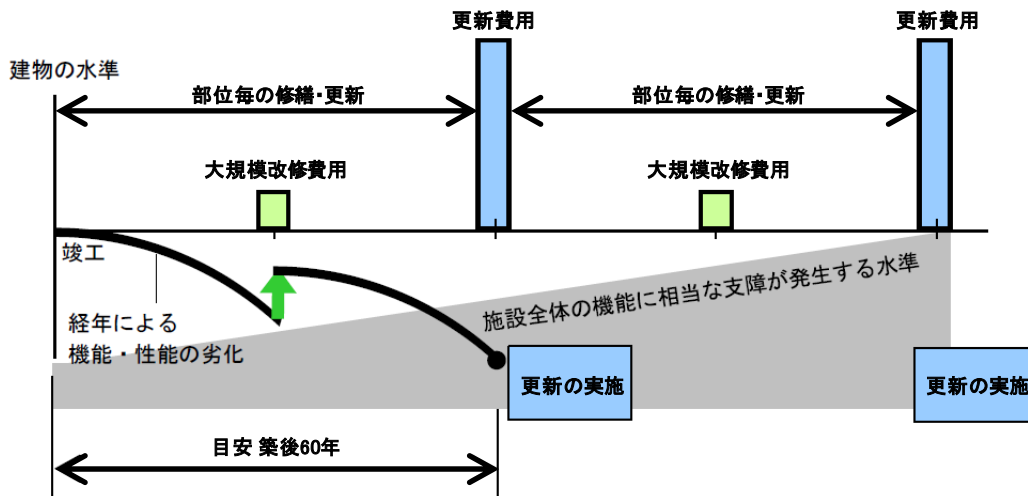 更新費用
更新費用
建物の水準
部位毎の修繕・更新
部位毎の修繕・更新
大規模改修費用
大規模改修費用
竣工
施設全体の機能に相当な支障が発生する水準
経年による
機能・性能の劣化
更新の実施
更新の実施
目安 築後60年